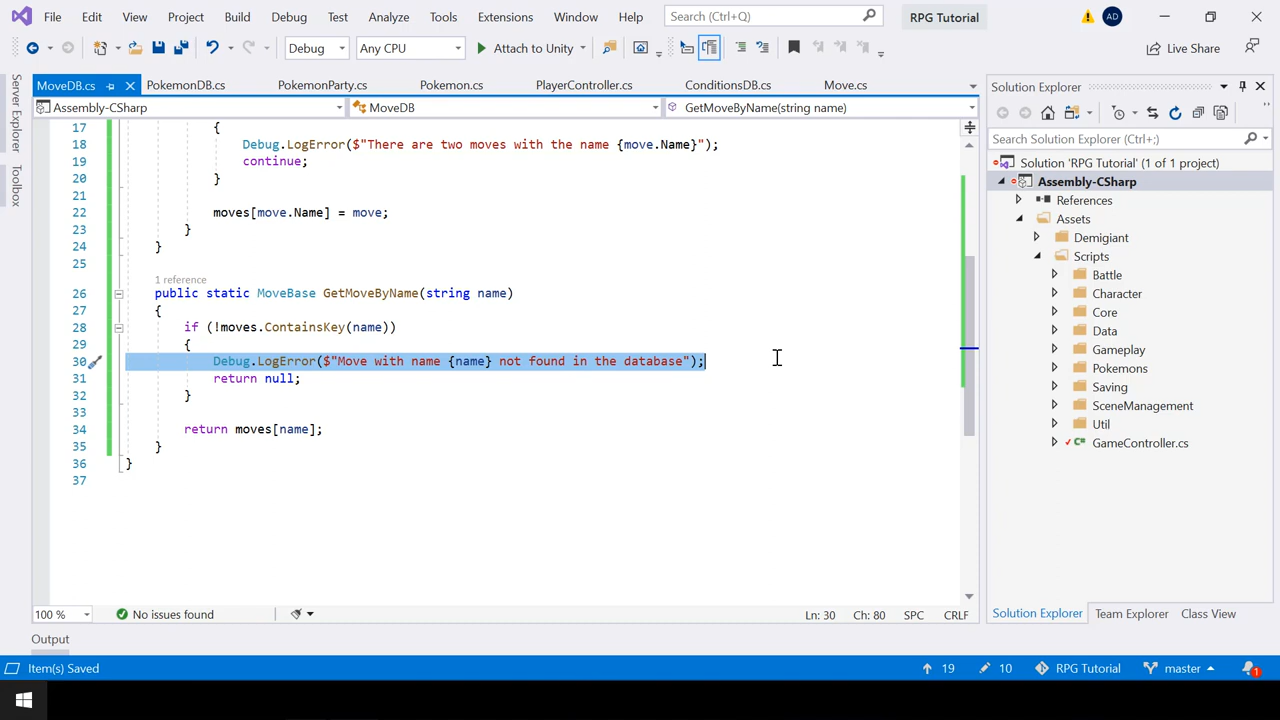 File Edit View Project Build Debug Test Analyze Tools Extensions Window Help Search (Ctrl+Q) RPG Tutorial AD
Debug Any CPU Attach to Unity Live Share
MoveDB.cs PokemonDB.cs PokemonParty.cs Pokemon.cs PlayerController.cs ConditionsDB.cs Move.cs
Assembly-CSharp MoveDB GetMoveByName(string name)
17 {
18 Debug.LogError($"There are two moves with the name {move.Name}");
19 continue;
20 }
21
22 moves[move.Name] = move;
23 }
24 }
25
1 reference
26 public static MoveBase GetMoveByName(string name)
27 {
28 if (!moves.ContainsKey(name))
29 {
30 Debug.LogError($"Move with name {name} not found in the database");
31 return null;
32 }
33
34 return moves[name];
35 }
36 }
37
100 % No issues found Ln: 30 Ch: 80 SPC CRLF
Server Explorer
Toolbox
Solution Explorer
Search Solution Explorer (Ctrl+;)
Solution 'RPG Tutorial' (1 of 1 project)
Assembly-CSharp
References
Assets
Demigiant
Scripts
Battle
Character
Core
Data
Gameplay
Pokemons
Saving
SceneManagement
Util
C# GameController.cs
Solution Explorer Team Explorer Class View
Output
Item(s) Saved 19 10 RPG Tutorial master 1